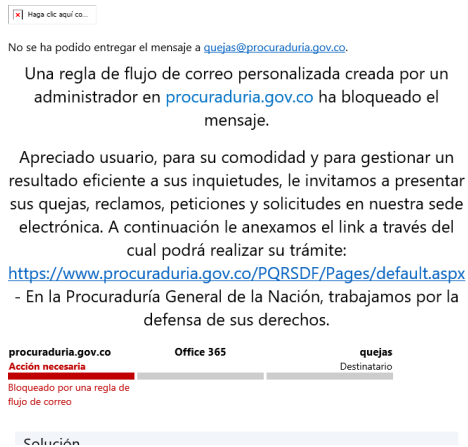 Haga clic aquí co...
No se ha podido entregar el mensaje a quejas@procuraduria.gov.co.
Una regla de flujo de correo personalizada creada por un
administrador en procuraduria.gov.co ha bloqueado el
mensaje.
Apreciado usuario, para su comodidad y para gestionar un
resultado eficiente a sus inquietudes, le invitamos a presentar
sus quejas, reclamos, peticiones y solicitudes en nuestra sede
electrónica. A continuación le anexamos el link a través del
cual podrá realizar su trámite:
https://www.procuraduria.gov.co/PQRSDF/Pages/default.aspx
- En la Procuraduría General de la Nación, trabajamos por la
defensa de sus derechos.
procuraduria.gov.co Office 365 quejas
Acción necesaria Destinatario
Bloqueado por una regla de
flujo de correo
Solución